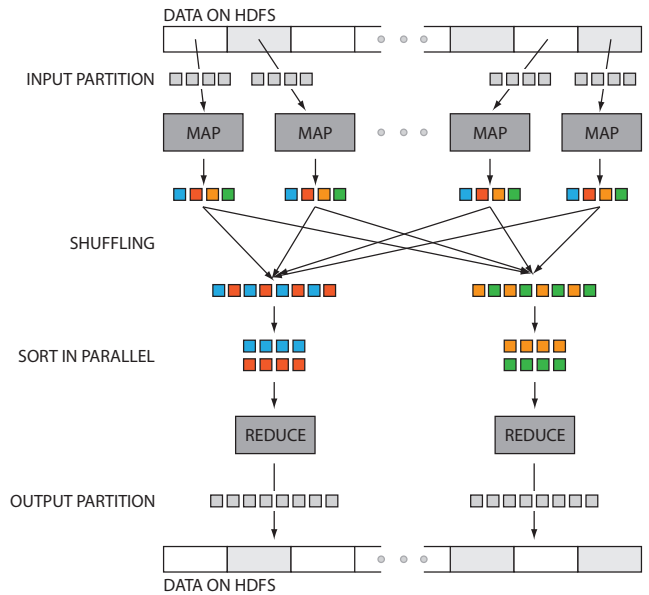 DATA ON HDFS
INPUT PARTITION
MAP MAP MAP MAP
SHUFFLING
SORT IN PARALLEL
REDUCE REDUCE
OUTPUT PARTITION
DATA ON HDFS